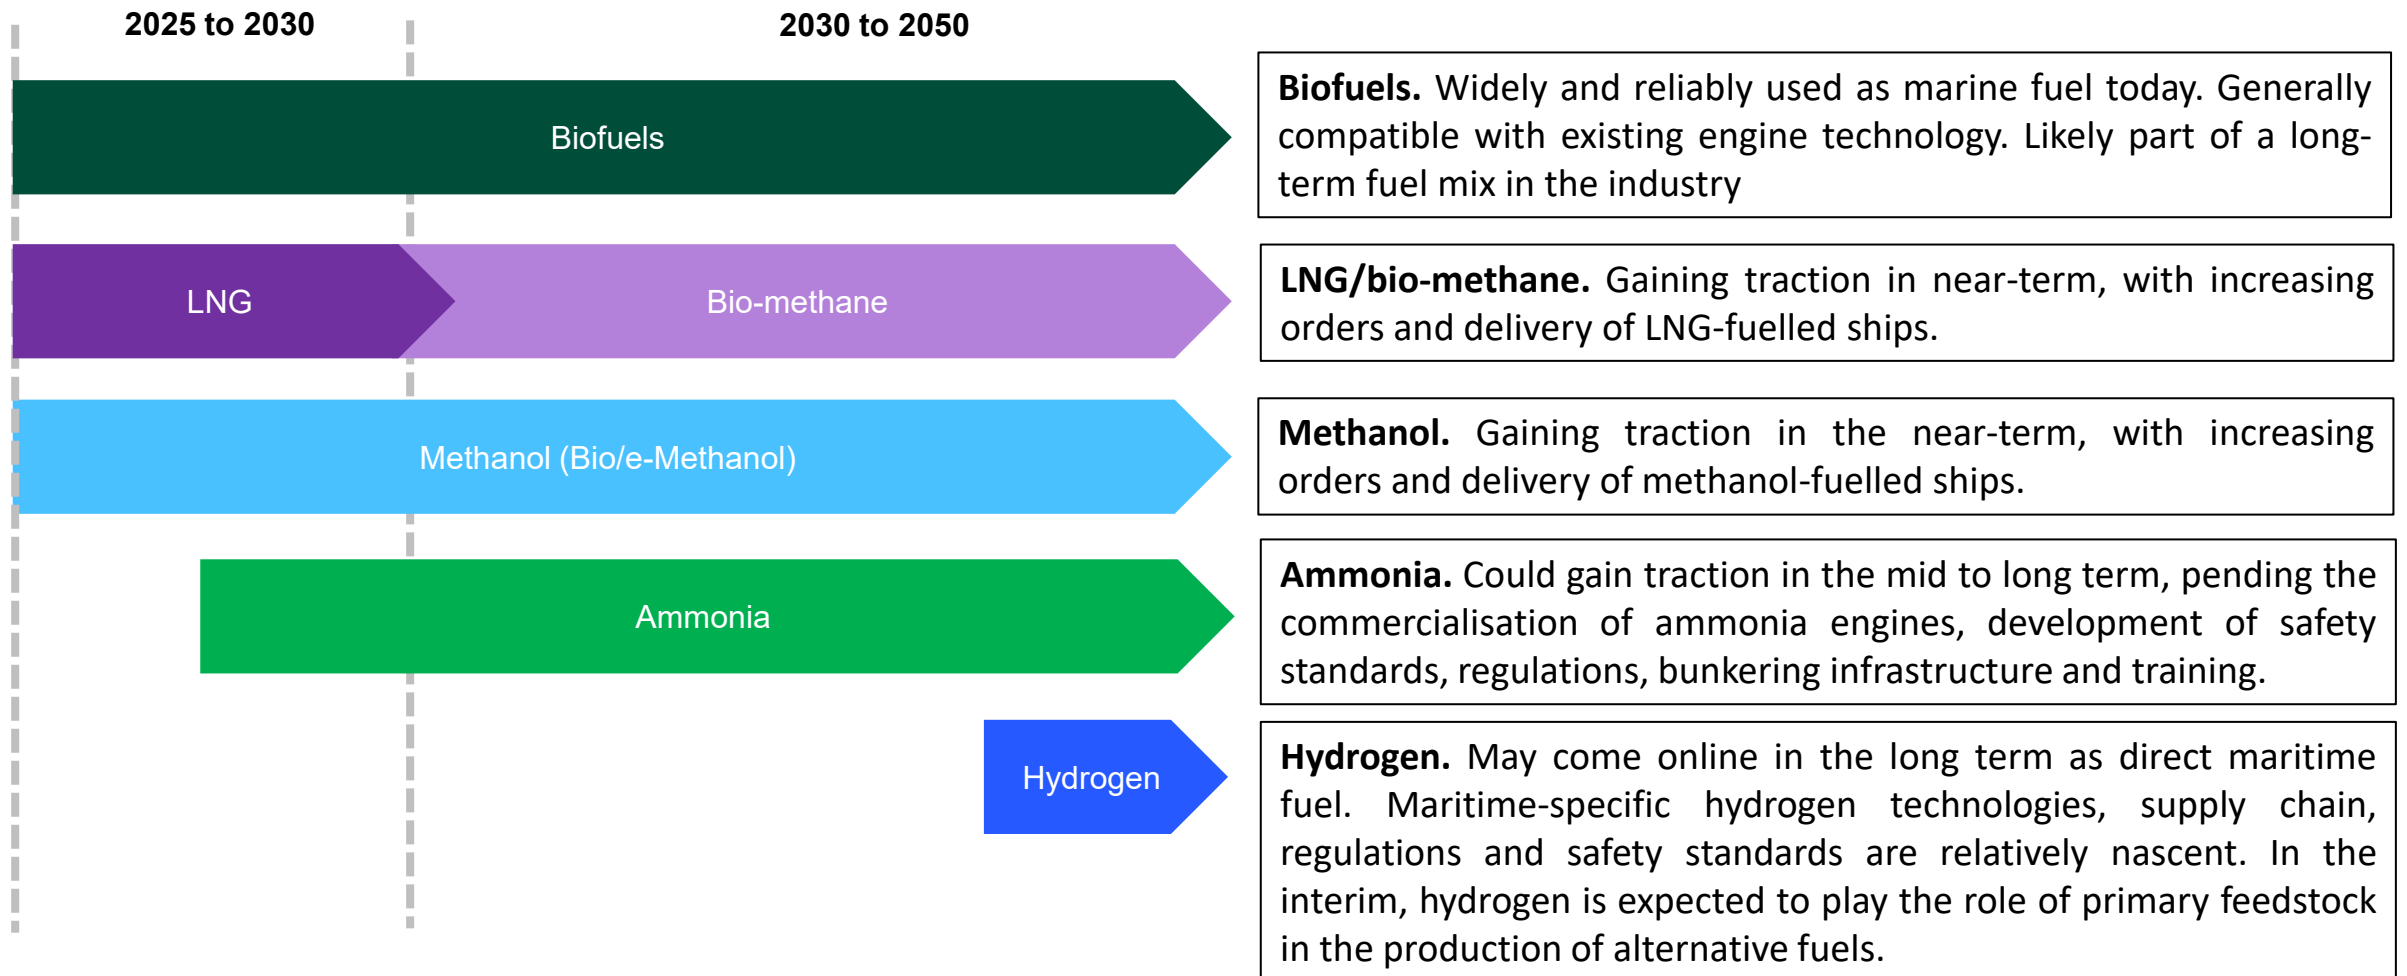 2025 to 2030
2030 to 2050
Biofuels
Biofuels. Widely and reliably used as marine fuel today. Generally
compatible with existing engine technology. Likely part of a long-
term fuel mix in the industry
LNG
Bio-methane
LNG/bio-methane. Gaining traction in near-term, with increasing
orders and delivery of LNG-fuelled ships.
Methanol (Bio/e-Methanol)
Methanol. Gaining traction in the near-term, with increasing
orders and delivery of methanol-fuelled ships.
Ammonia
Ammonia. Could gain traction in the mid to long term, pending the
commercialisation of ammonia engines, development of safety
standards, regulations, bunkering infrastructure and training.
Hydrogen
Hydrogen. May come online in the long term as direct maritime
fuel. Maritime-specific hydrogen technologies, supply chain,
regulations and safety standards are relatively nascent. In the
interim, hydrogen is expected to play the role of primary feedstock
in the production of alternative fuels.